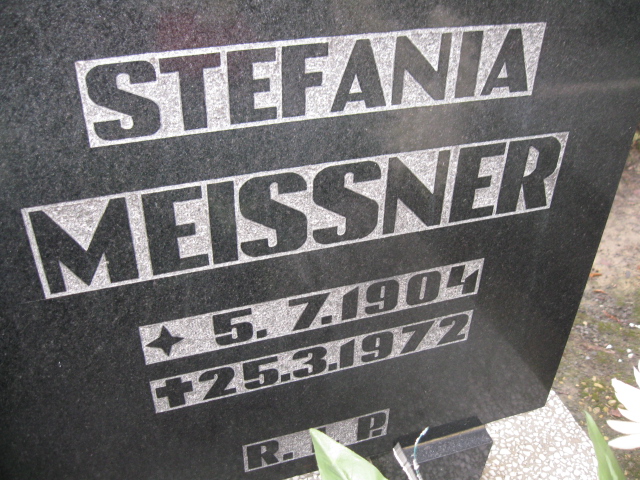 STEFANIA
MEISSNER
✦ 5.7.1904
✝25.3.1972
R.I.P.